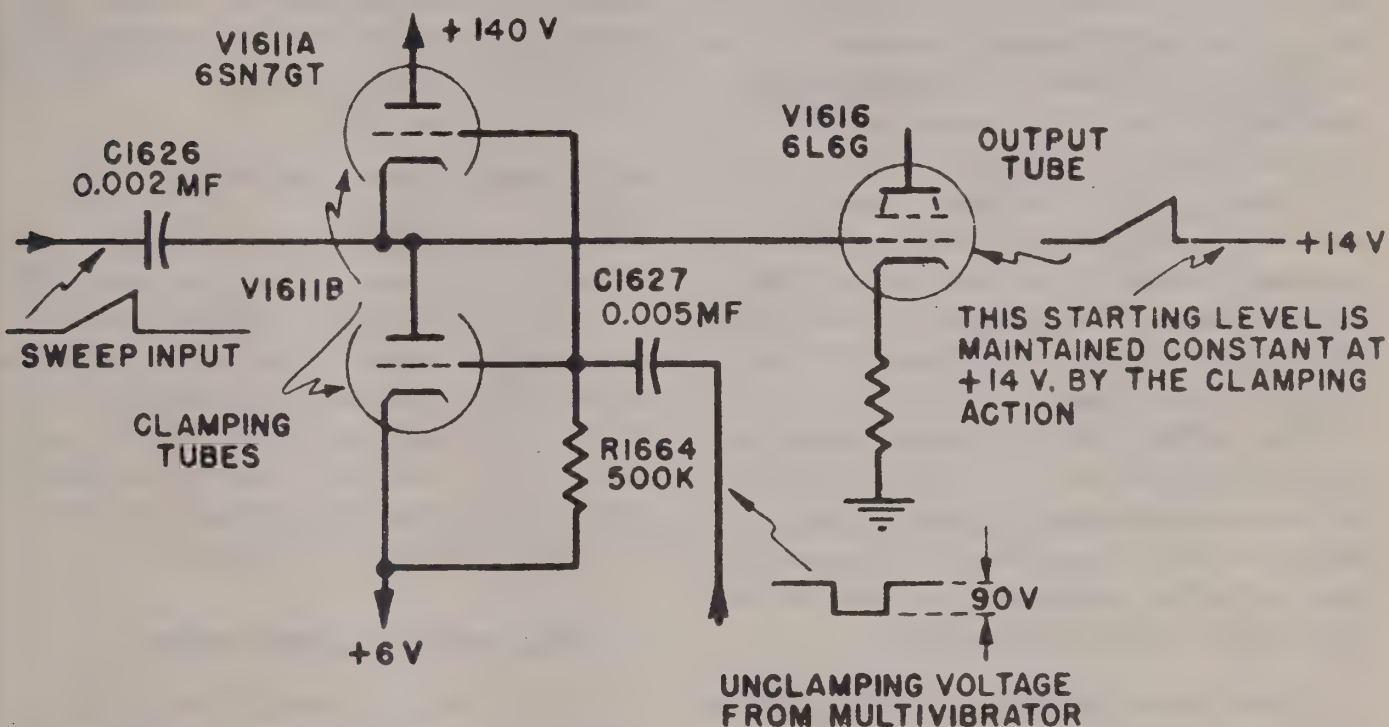 V1611A
6SN7GT
+ 140 V
C1626
0.002 MF
V1616
6L6G
OUTPUT
TUBE
+14 V
V1611B
C1627
0.005MF
SWEEP INPUT
THIS STARTING LEVEL IS
MAINTAINED CONSTANT AT
+14 V. BY THE CLAMPING
ACTION
CLAMPING
TUBES
R1664
500K
90V
+6 V
UNCLAMPING VOLTAGE
FROM MULTIVIBRATOR